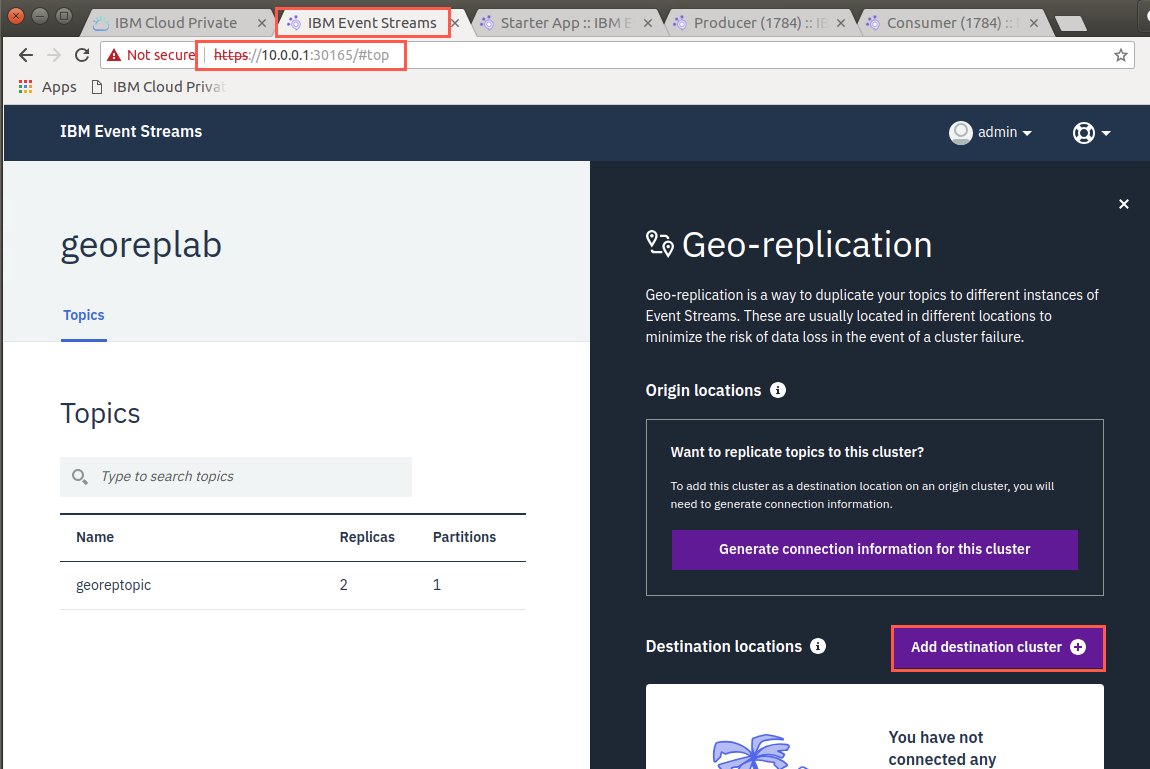 IBM Cloud Private
IBM Event Streams
Starter App :: IBM E
Producer (1784) :: IB
Consumer (1784) ::
Not secure
https://10.0.0.1:30165/#top
Apps
IBM Cloud Privat
IBM Event Streams
admin
georeplab
Topics
Topics
Type to search topics
Name Replicas Partitions
georeptopic 2 1
Geo-replication
Geo-replication is a way to duplicate your topics to different instances of
Event Streams. These are usually located in different locations to
minimize the risk of data loss in the event of a cluster failure.
Origin locations
Want to replicate topics to this cluster?
To add this cluster as a destination location on an origin cluster, you will
need to generate connection information.
Generate connection information for this cluster
Destination locations
Add destination cluster
You have not
connected any